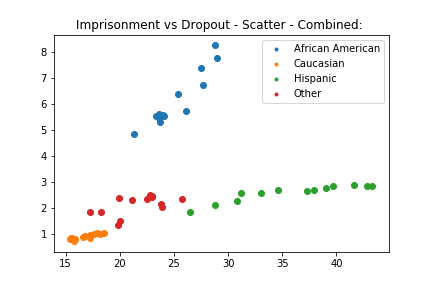 Imprisonment vs Dropout - Scatter - Combined:
African American
Caucasian
Hispanic
Other
8
7
6
5
4
3
2
1
15 20 25 30 35 40